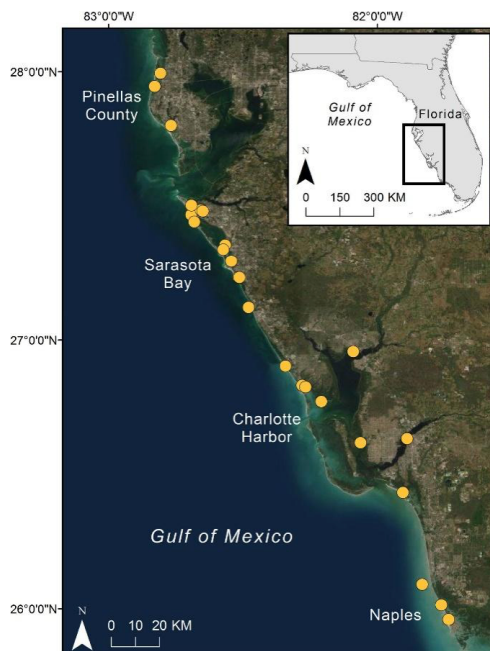 83°0'0"W
82°0'0"W
28°0'0"N
Pinellas
County
Gulf of
Mexico
Florida
N
0 150 300 KM
Sarasota
Bay
27°0'0"N
Charlotte
Harbor
Gulf of Mexico
26°0'0"N
Naples
N
0 10 20 KM